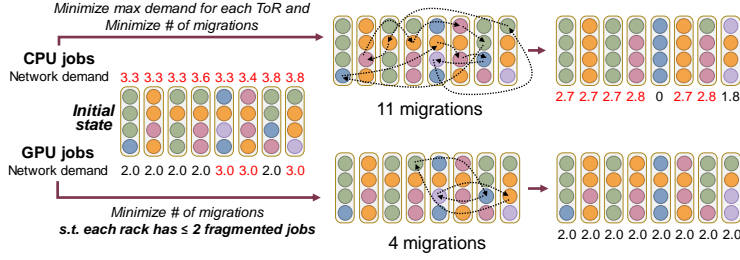 Minimize max demand for each ToR and
Minimize # of migrations
CPU jobs
Network demand
3.3 3.3 3.3 3.6 3.3 3.4 3.8 3.8
Initial
state
GPU jobs
Network demand
2.0 2.0 2.0 2.0 3.0 3.0 2.0 3.0
Minimize # of migrations
s.t. each rack has ≤ 2 fragmented jobs
11 migrations
2.7 2.7 2.7 2.8 0 2.7 2.8 1.8
4 migrations
2.0 2.0 2.0 2.0 2.0 2.0 2.0 2.0